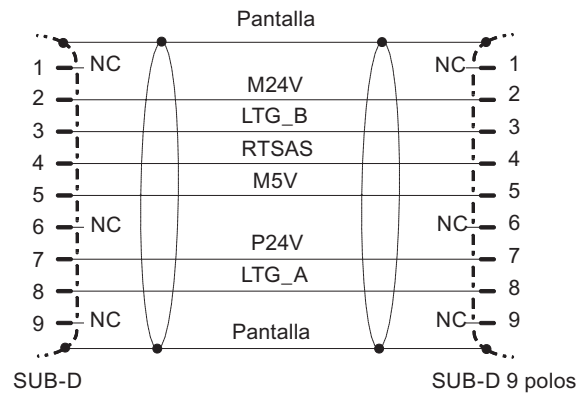 Pantalla
1 NC NC 1
2 M24V 2
3 LTG_B 3
4 RTSAS 4
5 M5V 5
6 NC NC 6
7 P24V 7
8 LTG_A 8
9 NC NC 9
Pantalla
SUB-D SUB-D 9 polos